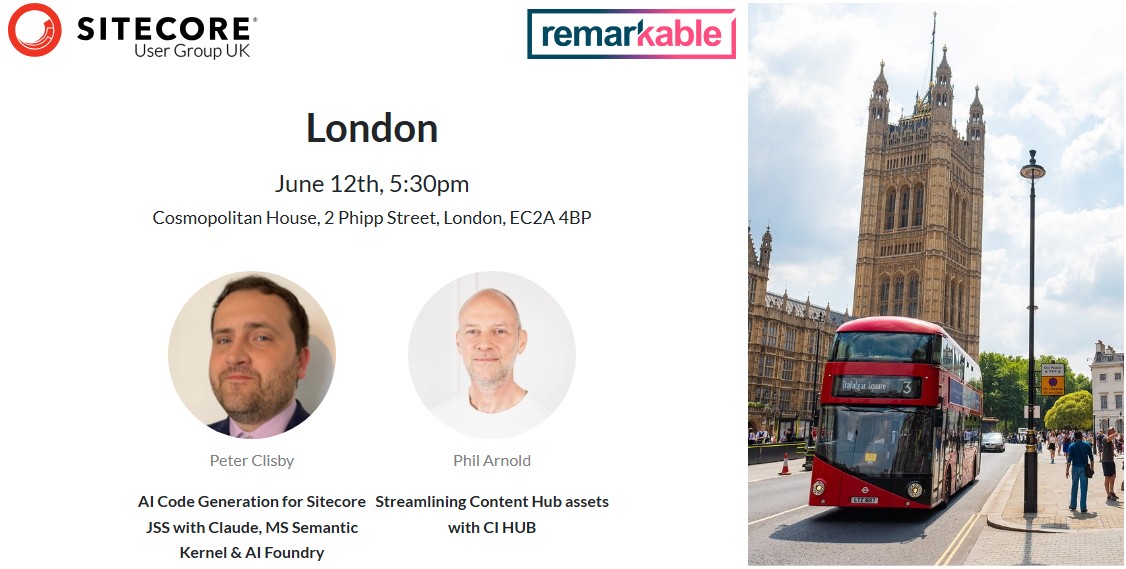 SITECORE
User Group UK
remarkable
London
June 12th, 5:30pm
Cosmopolitan House, 2 Phipp Street, London, EC2A 4BP
Peter Clisby
Phil Arnold
AI Code Generation for Sitecore
JSS with Claude, MS Semantic
Kernel & AI Foundry
Streamlining Content Hub assets
with CI HUB
Trafalgar Square
3